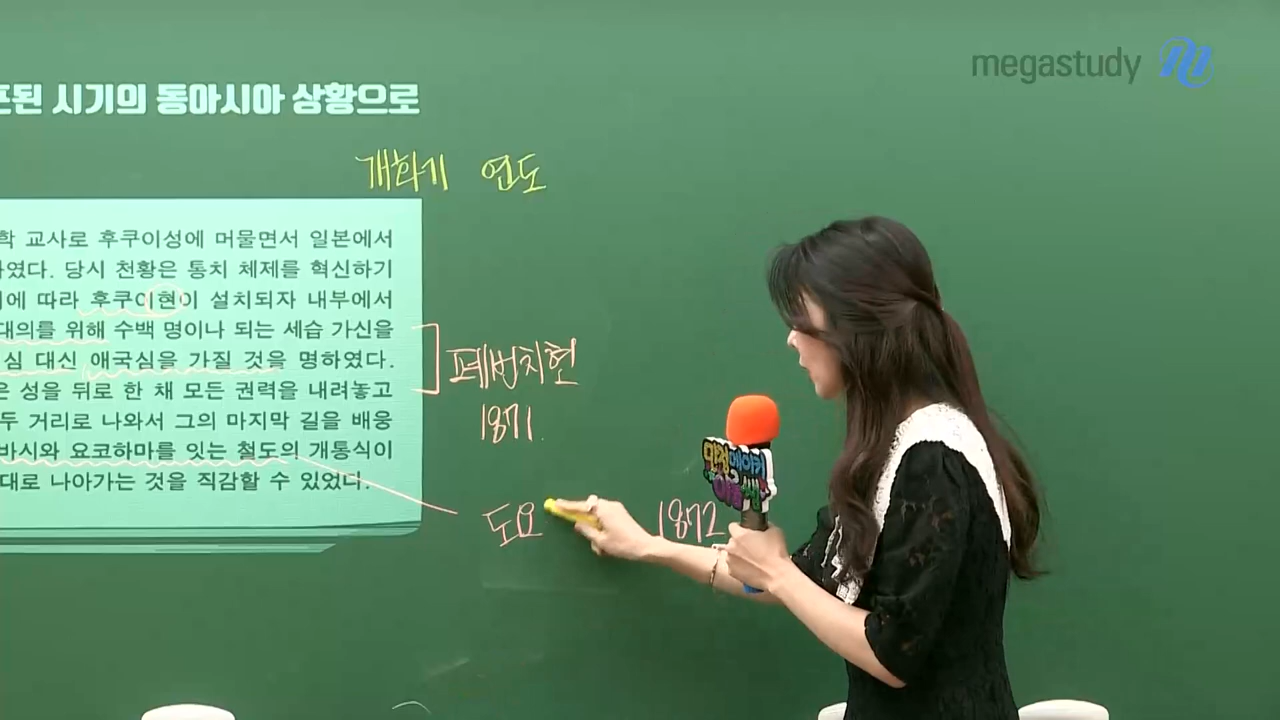 megastudy
된 시기의 동아시아 상황으로
개화기 연도
학 교사로 후쿠이성에 머물면서 일본에서
하였다. 당시 천황은 통치 체제를 혁신하기
에 따라 후쿠이현이 설치되자 내부에서
대의를 위해 수백 명이나 되는 세습 가신을
심 대신 애국심을 가질 것을 명하였다.
은 성을 뒤로 한 채 모든 권력을 내려놓고
두 거리로 나와서 그의 마지막 길을 배웅
바시와 요코하마를 잇는 철도의 개통식이
대로 나아가는 것을 직감할 수 있었다.
폐번치현
1871.
도요
1872